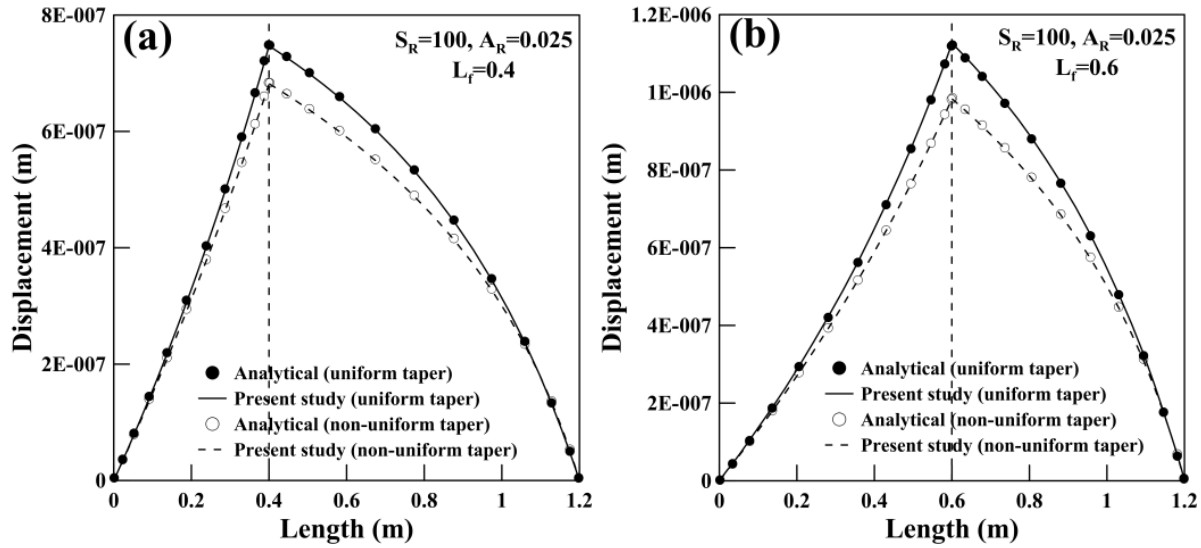 (a)
S_R=100, A_R=0.025
L_f=0.4
8E-007
6E-007
4E-007
2E-007
0
Displacement (m)
Analytical (uniform taper)
Present study (uniform taper)
Analytical (non-uniform taper)
Present study (non-uniform taper)
0 0.2 0.4 0.6 0.8 1 1.2
Length (m)
(b)
S_R=100, A_R=0.025
L_f=0.6
1.2E-006
1E-006
8E-007
6E-007
4E-007
2E-007
0
Displacement (m)
Analytical (uniform taper)
Present study (uniform taper)
Analytical (non-uniform taper)
Present study (non-uniform taper)
0 0.2 0.4 0.6 0.8 1 1.2
Length (m)